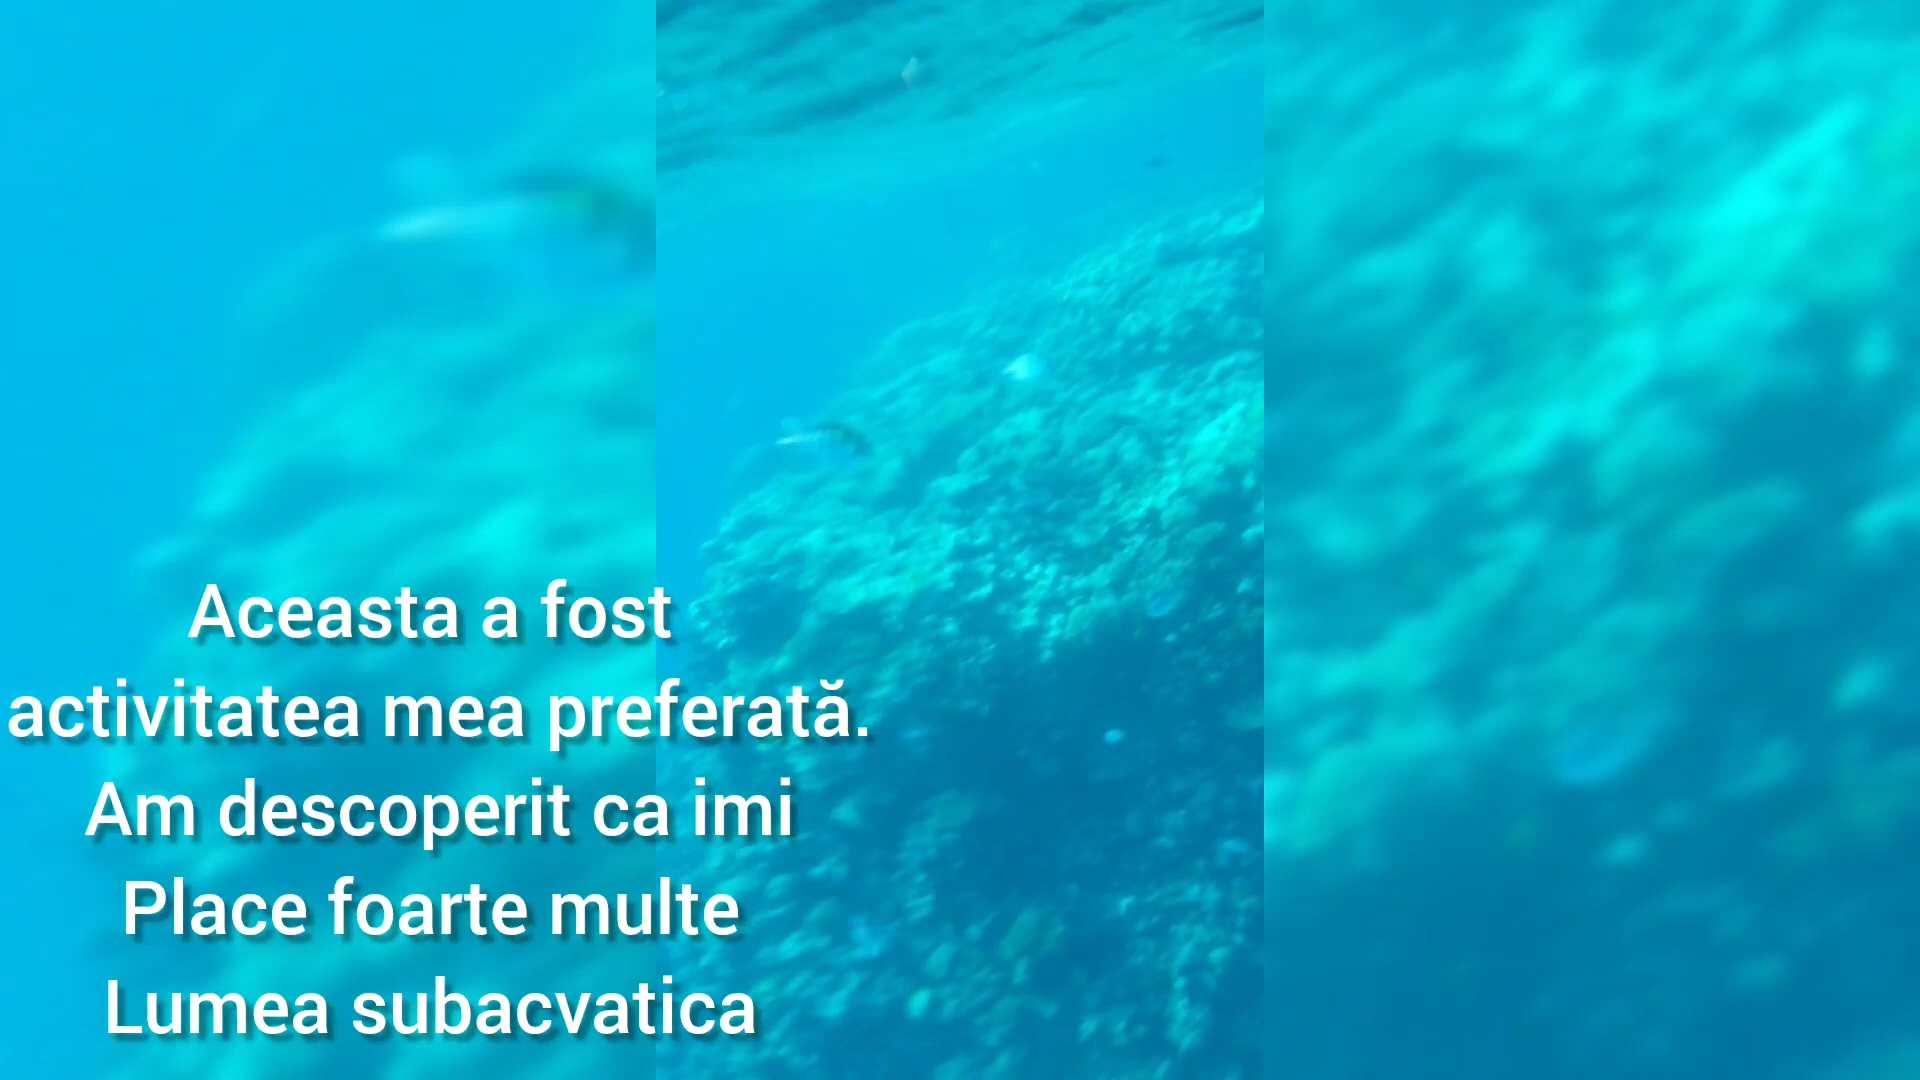 Aceasta a fost
activitatea mea preferată.
Am descoperit ca imi
Place foarte multe
Lumea subacvatica